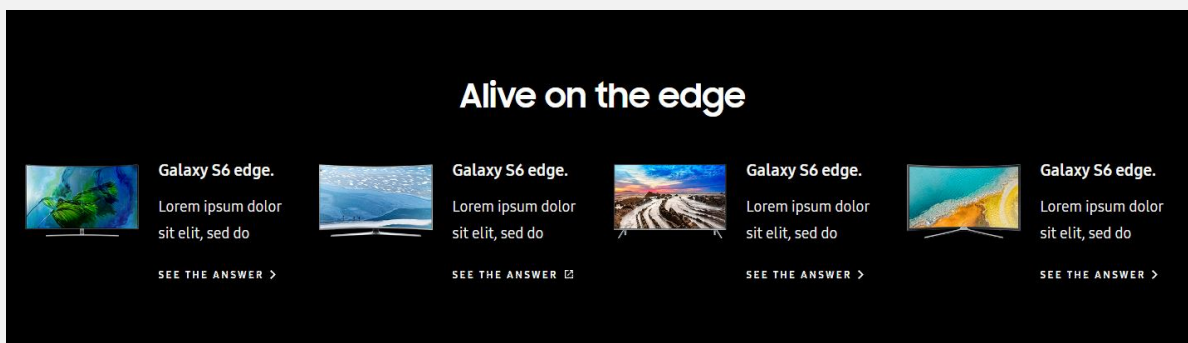 Alive on the edge
Galaxy S6 edge.
Lorem ipsum dolor
sit elit, sed do
SEE THE ANSWER
Galaxy S6 edge.
Lorem ipsum dolor
sit elit, sed do
SEE THE ANSWER
Galaxy S6 edge.
Lorem ipsum dolor
sit elit, sed do
SEE THE ANSWER
Galaxy S6 edge.
Lorem ipsum dolor
sit elit, sed do
SEE THE ANSWER